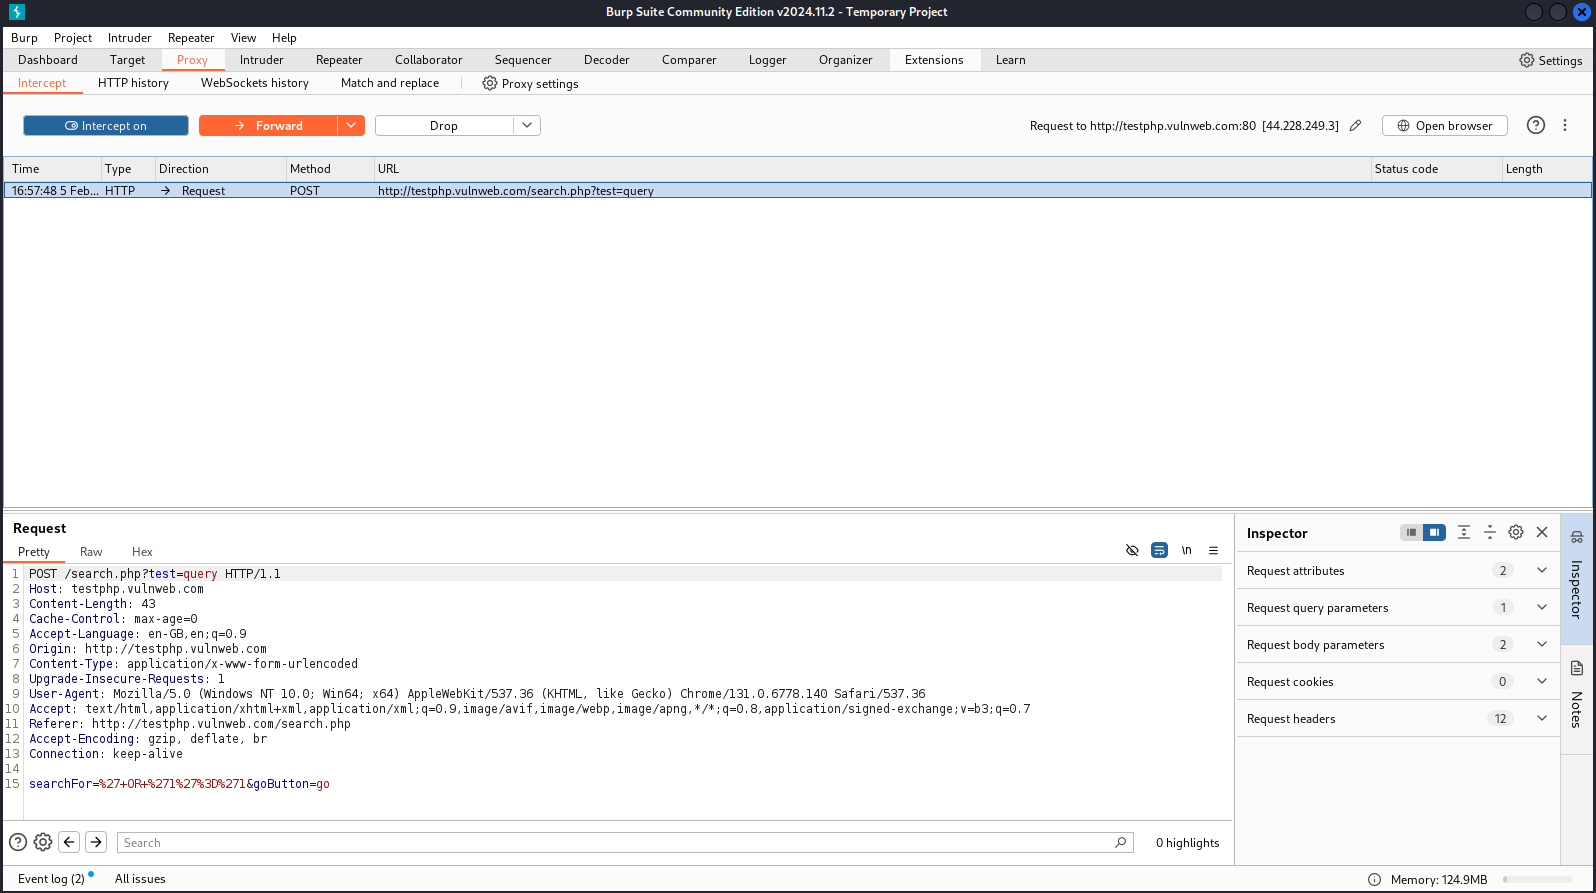 Burp Suite Community Edition v2024.11.2 - Temporary Project
Burp Project Intruder Repeater View Help
Dashboard Target Proxy Intruder Repeater Collaborator Sequencer Decoder Comparer Logger Organizer Extensions Learn Settings
Intercept HTTP history WebSockets history Match and replace Proxy settings
Intercept on Forward Drop Request to http://testphp.vulnweb.com:80 [44.228.249.3] Open browser
Time Type Direction Method URL Status code Length
16:57:48 5 Feb... HTTP → Request POST http://testphp.vulnweb.com/search.php?test=query
Request
Pretty Raw Hex \n
1 POST /search.php?test=query HTTP/1.1
2 Host: testphp.vulnweb.com
3 Content-Length: 43
4 Cache-Control: max-age=0
5 Accept-Language: en-GB,en;q=0.9
6 Origin: http://testphp.vulnweb.com
7 Content-Type: application/x-www-form-urlencoded
8 Upgrade-Insecure-Requests: 1
9 User-Agent: Mozilla/5.0 (Windows NT 10.0; Win64; x64) AppleWebKit/537.36 (KHTML, like Gecko) Chrome/131.0.6778.140 Safari/537.36
10 Accept: text/html,application/xhtml+xml,application/xml;q=0.9,image/avif,image/webp,image/apng,*/*;q=0.8,application/signed-exchange;v=b3;q=0.7
11 Referer: http://testphp.vulnweb.com/search.php
12 Accept-Encoding: gzip, deflate, br
13 Connection: keep-alive
14
15 searchFor=%27+OR+%271%27%3D%271&goButton=go
Search 0 highlights
Inspector
Request attributes 2
Request query parameters 1
Request body parameters 2
Request cookies 0
Request headers 12
Inspector
Notes
Event log (2) All issues Memory: 124.9MB